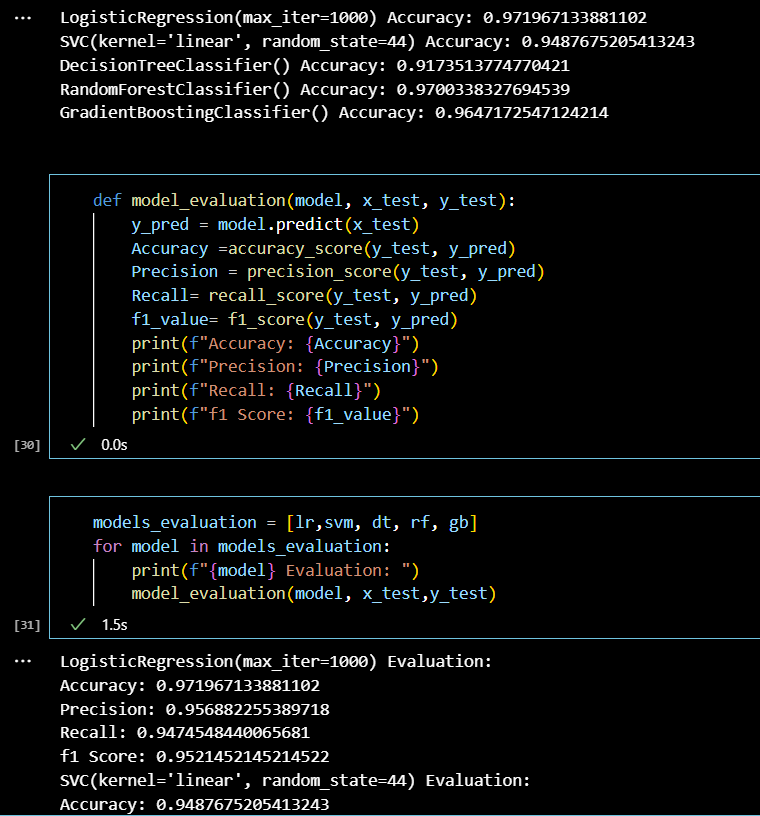 ... LogisticRegression(max_iter=1000) Accuracy: 0.971967133881102
SVC(kernel='linear', random_state=44) Accuracy: 0.9487675205413243
DecisionTreeClassifier() Accuracy: 0.9173513774770421
RandomForestClassifier() Accuracy: 0.9700338327694539
GradientBoostingClassifier() Accuracy: 0.9647172547124214
def model_evaluation(model, x_test, y_test):
y_pred = model.predict(x_test)
Accuracy =accuracy_score(y_test, y_pred)
Precision = precision_score(y_test, y_pred)
Recall= recall_score(y_test, y_pred)
f1_value= f1_score(y_test, y_pred)
print(f"Accuracy: {Accuracy}")
print(f"Precision: {Precision}")
print(f"Recall: {Recall}")
print(f"f1 Score: {f1_value}")
[30] ✓ 0.0s
models_evaluation = [lr,svm, dt, rf, gb]
for model in models_evaluation:
print(f"{model} Evaluation: ")
model_evaluation(model, x_test,y_test)
[31] ✓ 1.5s
... LogisticRegression(max_iter=1000) Evaluation:
Accuracy: 0.971967133881102
Precision: 0.956882255389718
Recall: 0.9474548440065681
f1 Score: 0.9521452145214522
SVC(kernel='linear', random_state=44) Evaluation:
Accuracy: 0.9487675205413243